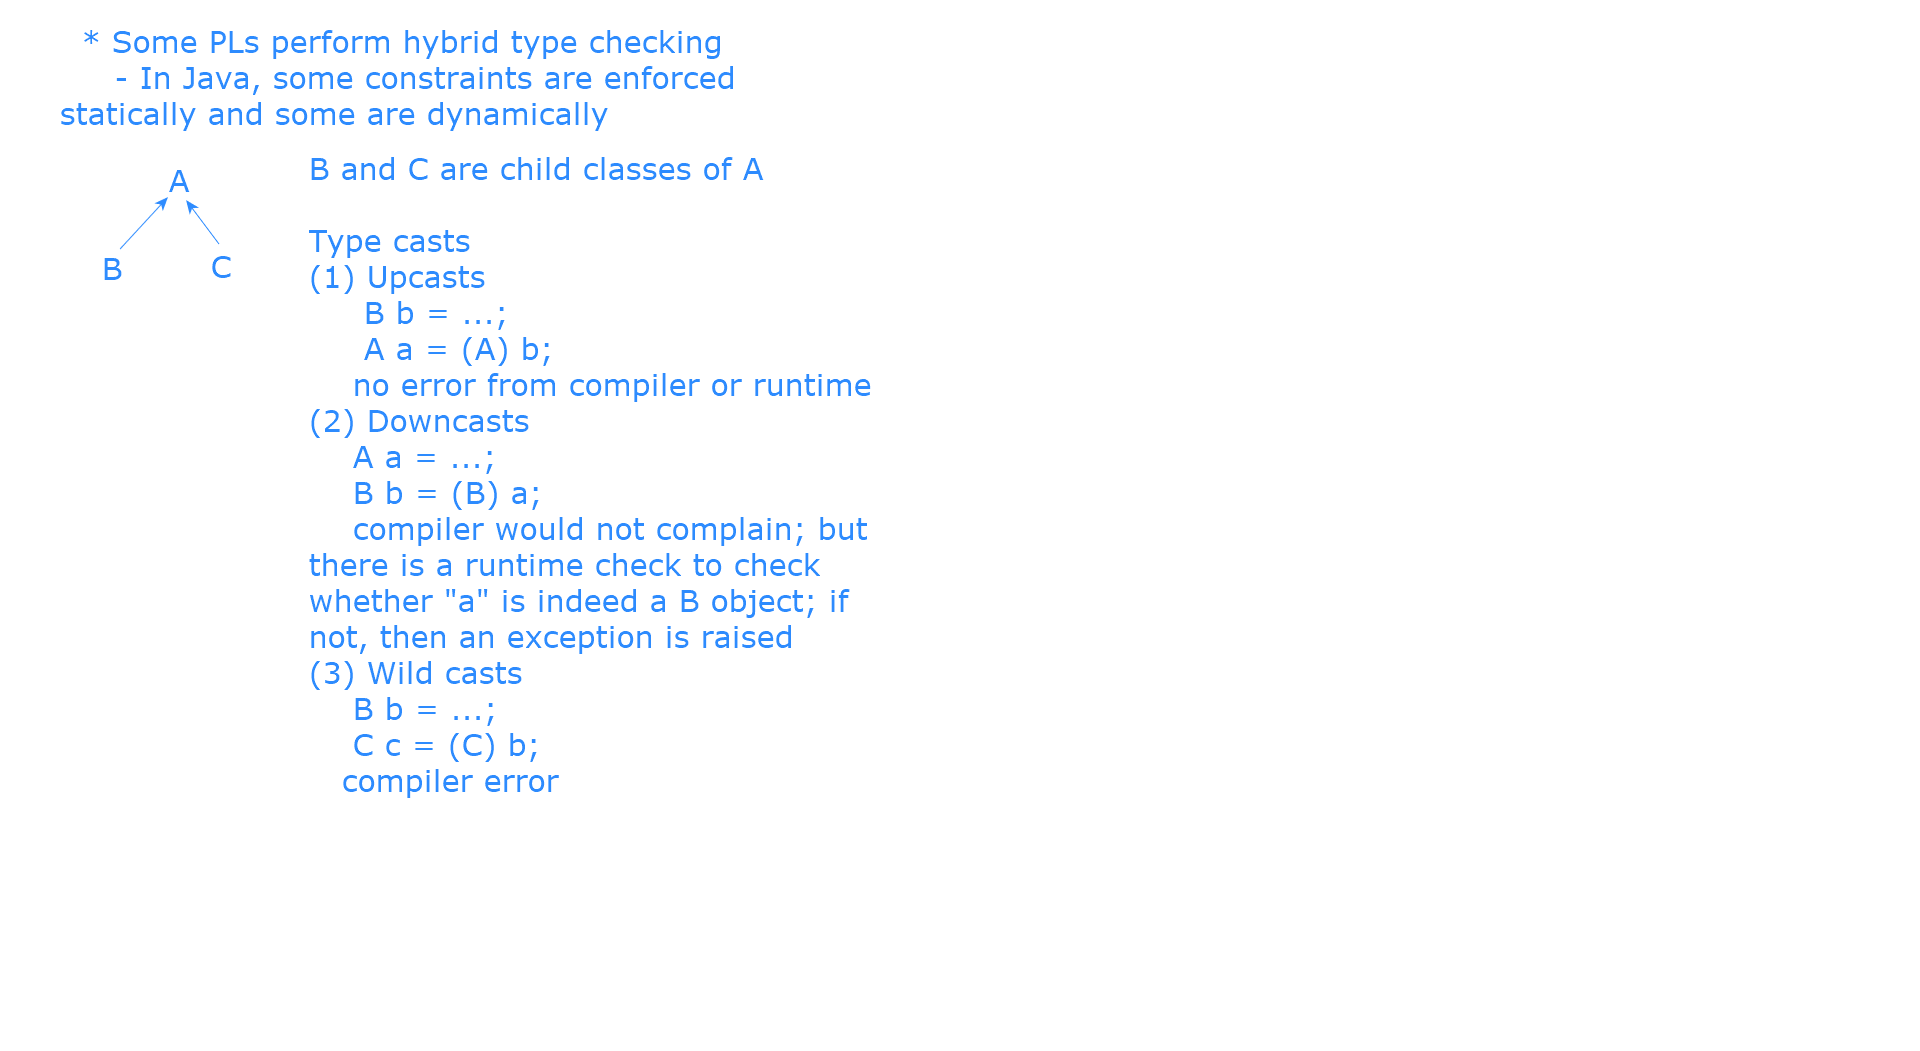 * Some PLs perform hybrid type checking
- In Java, some constraints are enforced
statically and some are dynamically
A
B
C
B and C are child classes of A
Type casts
(1) Upcasts
B b = ...;
A a = (A) b;
no error from compiler or runtime
(2) Downcasts
A a = ...;
B b = (B) a;
compiler would not complain; but
there is a runtime check to check
whether "a" is indeed a B object; if
not, then an exception is raised
(3) Wild casts
B b = ...;
C c = (C) b;
compiler error